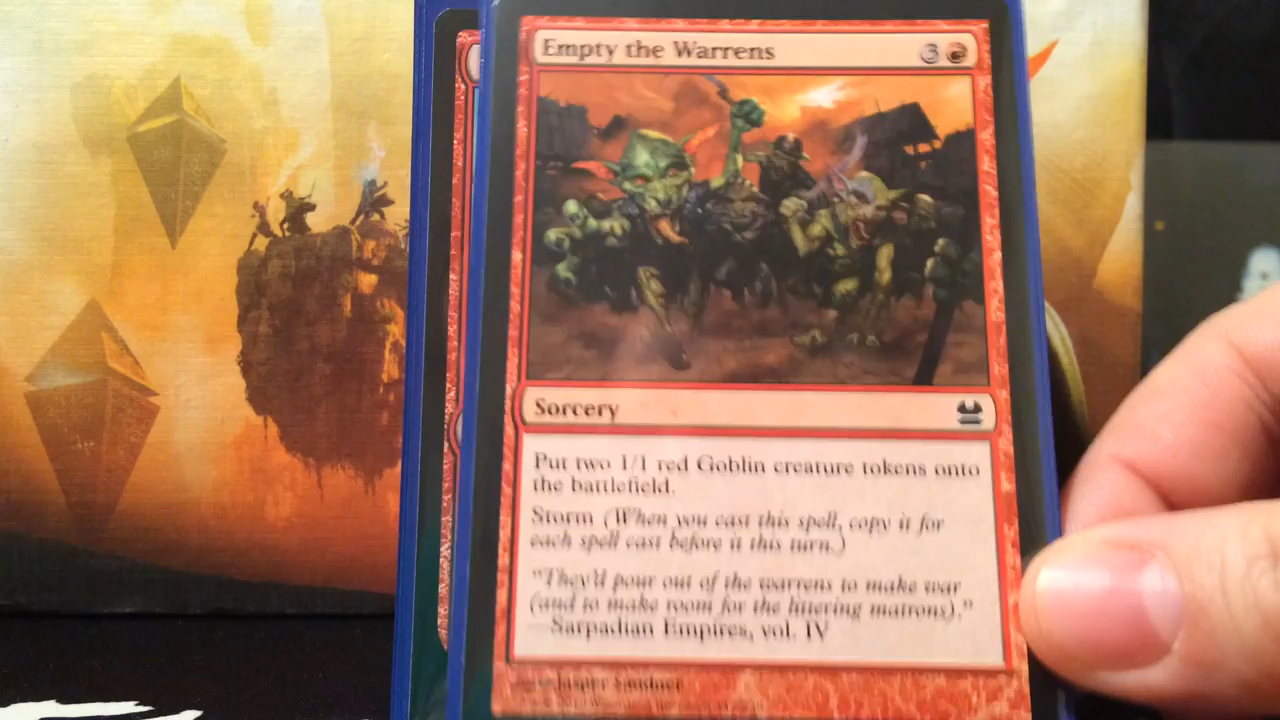 Empty the Warrens 3
Sorcery
Put two 1/1 red Goblin creature tokens onto
the battlefield.
Storm (When you cast this spell, copy it for
each spell cast before it this turn.)
"They'll pour out of the warrens to make war
(and to make room for the littering matrons)."
—Sarpadian Empires, vol. IV
Jasper Sandner